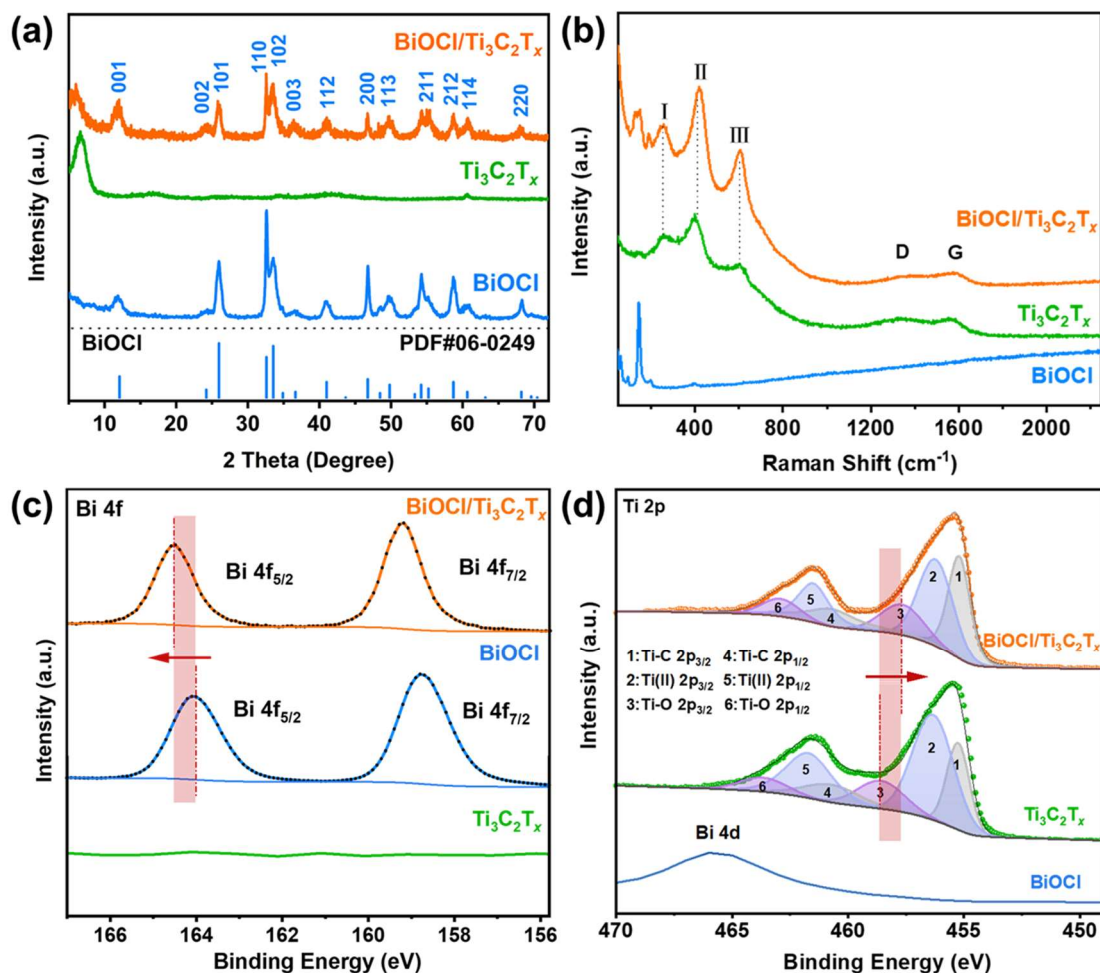 (a)
BiOCl/Ti₃C₂Tₓ
001
002
101
110
102
003
112
200
113
211
212
114
220
Ti₃C₂Tₓ
BiOCl
BiOCl PDF#06-0249
10 20 30 40 50 60 70
2 Theta (Degree)
Intensity (a.u.)
(b)
I
II
III
BiOCl/Ti₃C₂Tₓ
D G
Ti₃C₂Tₓ
BiOCl
400 800 1200 1600 2000
Raman Shift (cm⁻¹)
Intensity (a.u.)
(c)
Bi 4f
BiOCl/Ti₃C₂Tₓ
Bi 4f₅/₂
Bi 4f₇/₂
BiOCl
Bi 4f₅/₂
Bi 4f₇/₂
Ti₃C₂Tₓ
166 164 162 160 158 156
Binding Energy (eV)
Intensity (a.u.)
(d)
Ti 2p
6 5 4 3 2 1
BiOCl/Ti₃C₂Tₓ
1:Ti-C 2p₃/₂ 4:Ti-C 2p₁/₂
2:Ti(II) 2p₃/₂ 5:Ti(II) 2p₁/₂
3:Ti-O 2p₃/₂ 6:Ti-O 2p₁/₂
6 5 4 3 2 1
Ti₃C₂Tₓ
Bi 4d
BiOCl
470 465 460 455 450
Binding Energy (eV)
Intensity (a.u.)